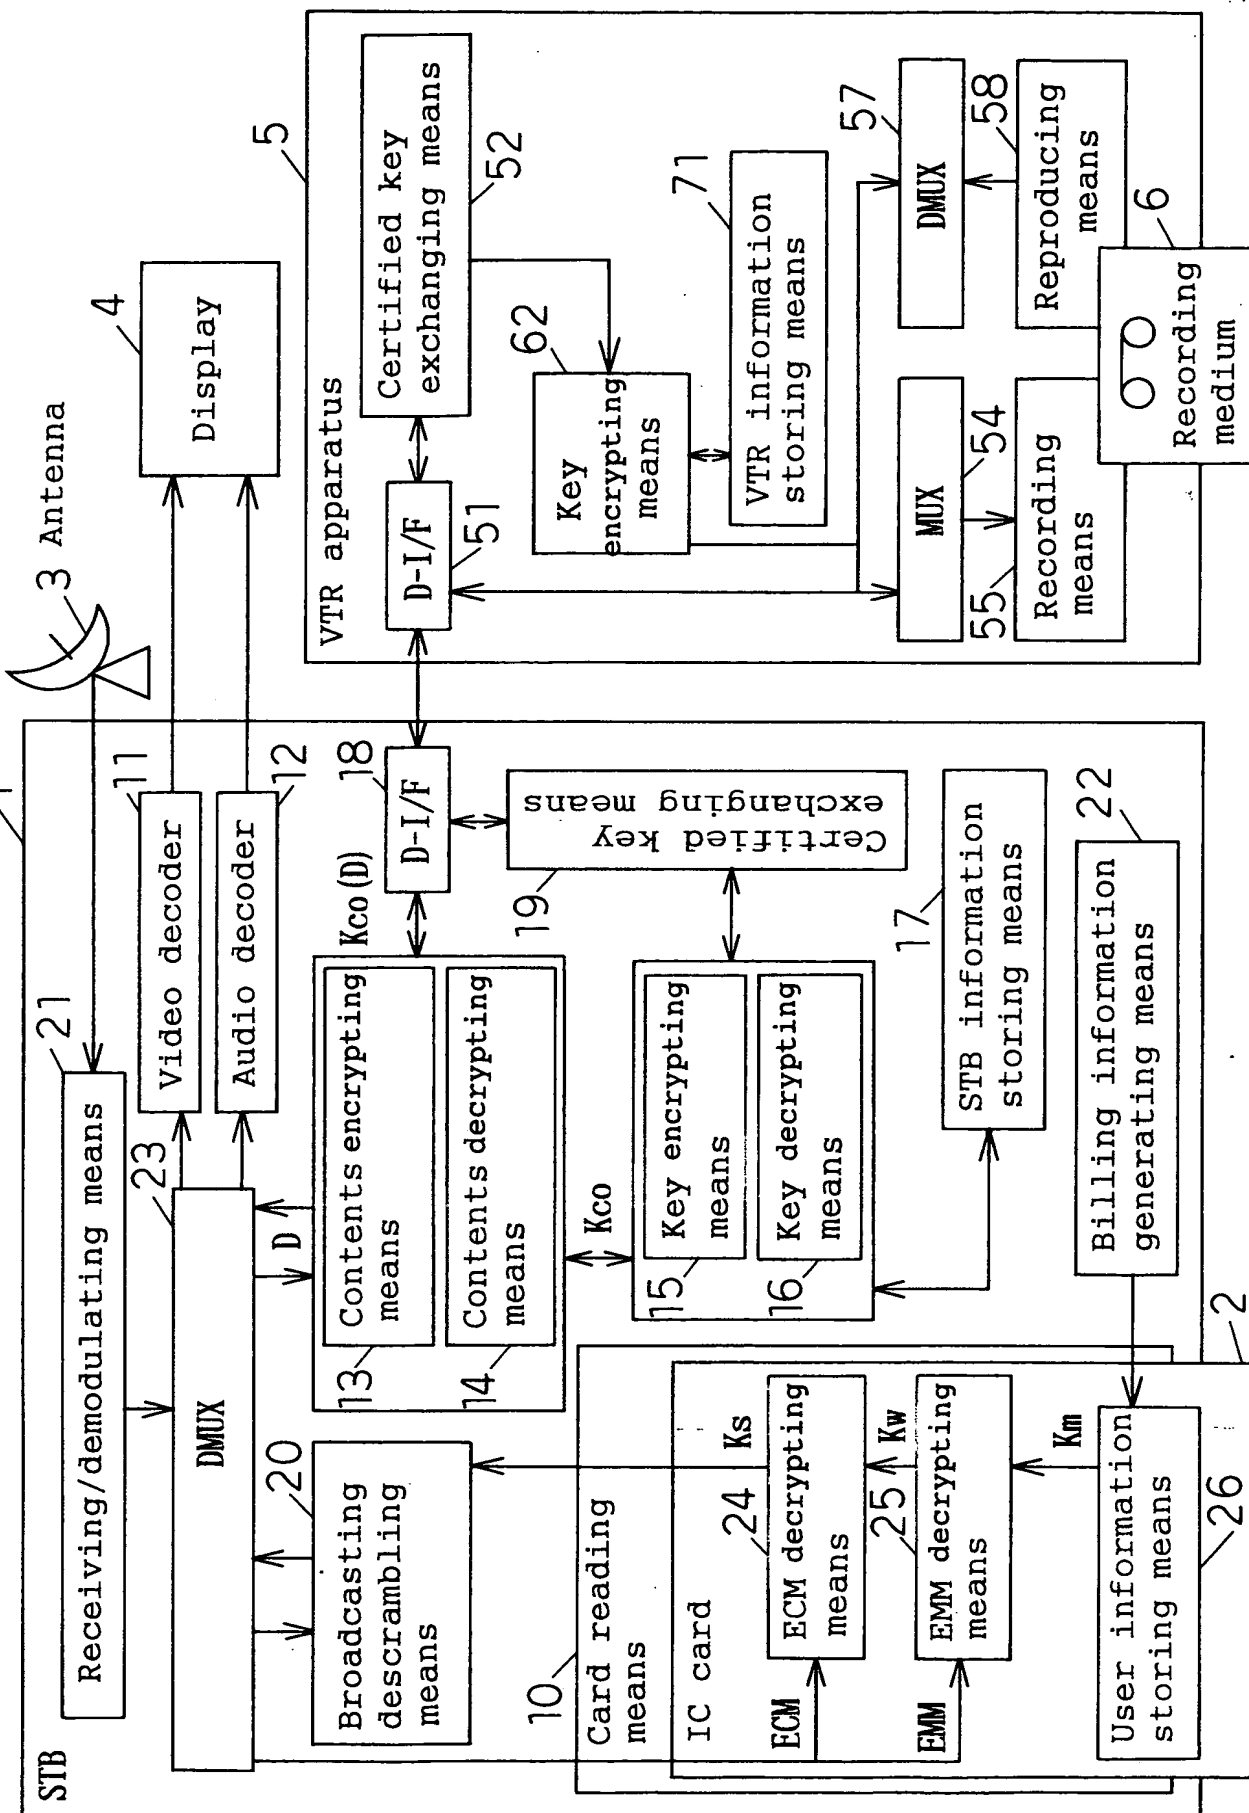 STB
1
Receiving/demodulating means
21
3
Antenna
4
Display
DMUX
23
Video decoder
11
Audio decoder
12
D
Broadcasting
descrambling
means
20
Contents encrypting
means
13
Contents decrypting
means
14
Kco(D)
D-I/F
18
Certified key
exchanging means
19
Kco
Key encrypting
means
15
Key decrypting
means
16
STB information
storing means
17
Billing information
generating means
22
10
Card reading
means
IC card
2
ECM
ECM decrypting
means
24
Ks
EMM
EMM decrypting
means
25
Kw
Km
User information
storing means
26
VTR apparatus
5
D-I/F
51
Certified key
exchanging means
52
Key
encrypting
means
62
VTR information
storing means
71
MUX
54
DMUX
57
Recording
means
55
Reproducing
means
58
Recording
medium
6